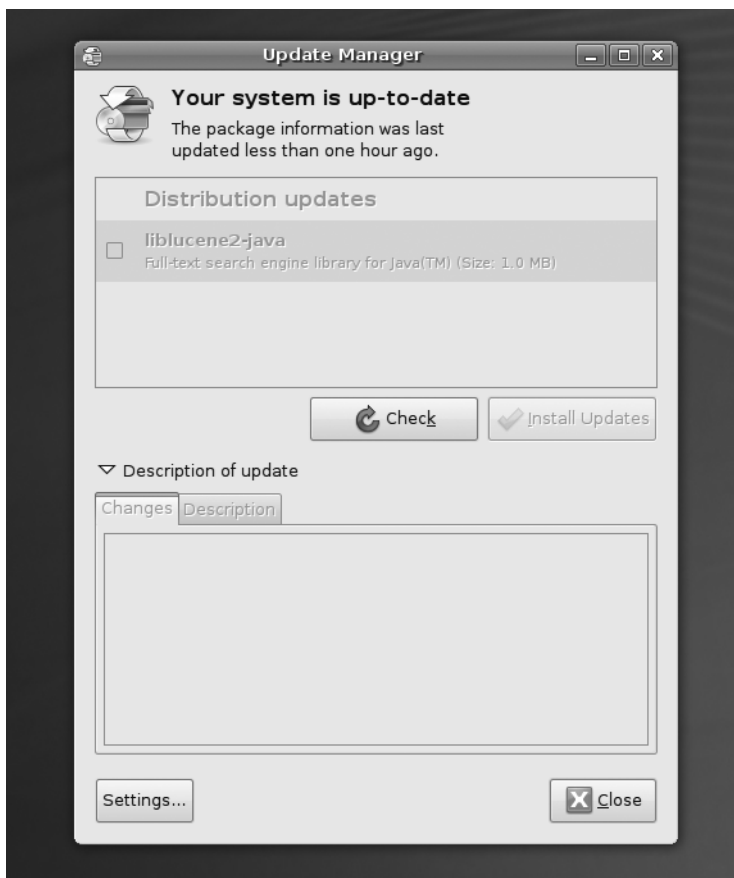 Update Manager
Your system is up-to-date
The package information was last
updated less than one hour ago.
Distribution updates
liblucene2-java
Full-text search engine library for Java(TM) (Size: 1.0 MB)
Check
Install Updates
Description of update
Changes
Description
Settings...
Close